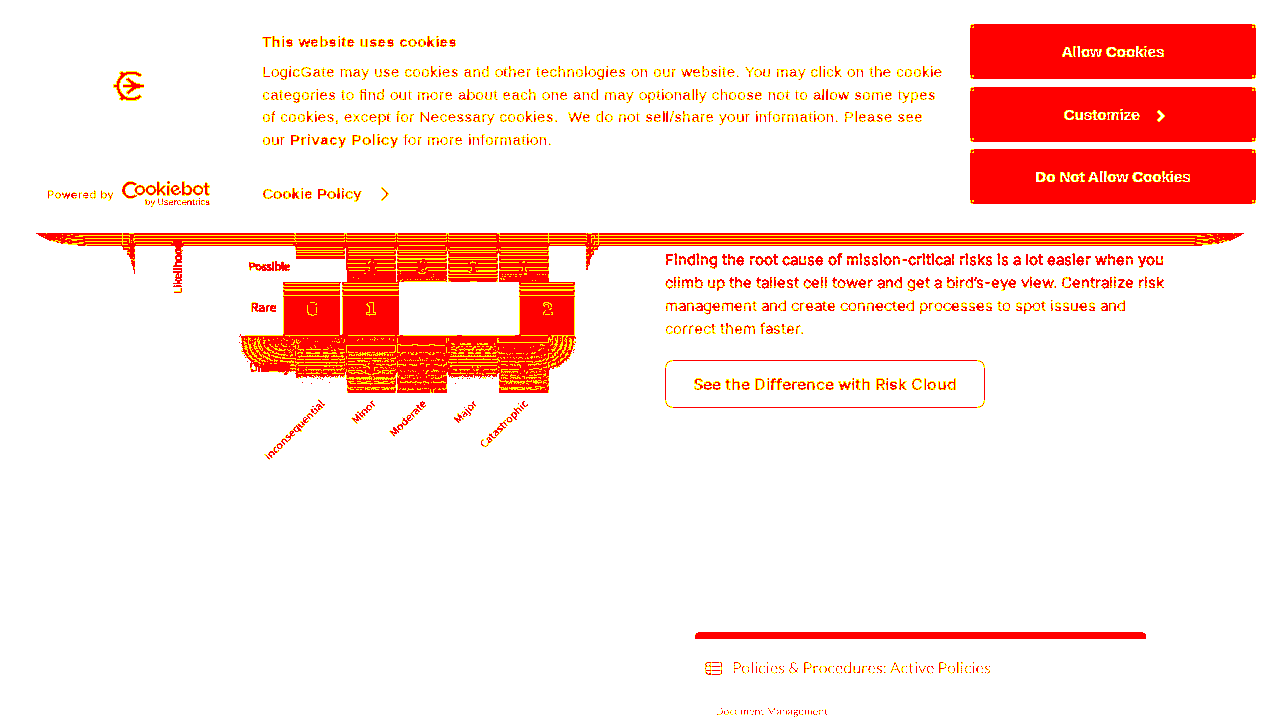 This website uses cookies
LogicGate may use cookies and other technologies on our website. You may click on the cookie
categories to find out more about each one and may optionally choose not to allow some types
of cookies, except for Necessary cookies.  We do not sell/share your information. Please see
our Privacy Policy for more information.
Cookie Policy
Powered by Cookiebot
by Usercentrics
Allow Cookies
Customize
Do Not Allow Cookies
Likelihood
Possible
Rare
0 1 2
Inconsequential
Minor
Moderate
Major
Catastrophic
Finding the root cause of mission-critical risks is a lot easier when you
climb up the tallest cell tower and get a bird's-eye view. Centralize risk
management and create connected processes to spot issues and
correct them faster.
See the Difference with Risk Cloud
Policies & Procedures: Active Policies
Document Management